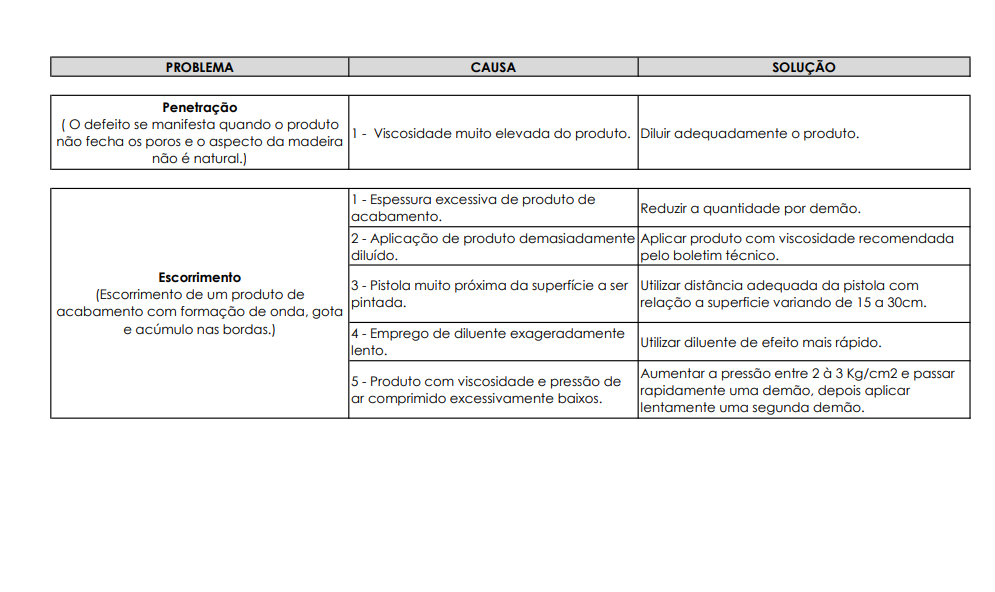 PROBLEMA CAUSA SOLUÇÃO
Penetração
( O defeito se manifesta quando o produto
não fecha os poros e o aspecto da madeira
não é natural.)
1 - Viscosidade muito elevada do produto.
Diluir adequadamente o produto.
Escorrimento
(Escorrimento de um produto de
acabamento com formação de onda, gota
e acúmulo nas bordas.)
1 - Espessura excessiva de produto de
acabamento.
Reduzir a quantidade por demão.
2 - Aplicação de produto demasiadamente
diluído.
Aplicar produto com viscosidade recomendada
pelo boletim técnico.
3 - Pistola muito próxima da superfície a ser
pintada.
Utilizar distância adequada da pistola com
relação a superficie variando de 15 a 30cm.
4 - Emprego de diluente exageradamente
lento.
Utilizar diluente de efeito mais rápido.
5 - Produto com viscosidade e pressão de
ar comprimido excessivamente baixos.
Aumentar a pressão entre 2 à 3 Kg/cm2 e passar
rapidamente uma demão, depois aplicar
lentamente uma segunda demão.